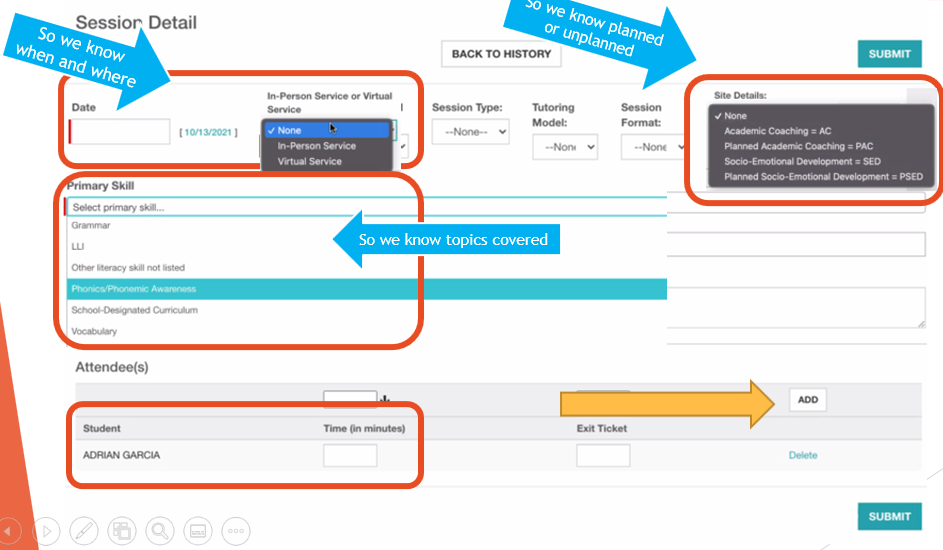 Session Detail
So we know
when and where
So we know planned
or unplanned
BACK TO HISTORY
SUBMIT
Date
[ 10/13/2021 ]
In-Person Service or Virtual
Service
✓ None
In-Person Service
Virtual Service
Session Type:
--None--
Tutoring
Model:
--None
Session
Format:
--None
Site Details:
✓ None
Academic Coaching = AC
Planned Academic Coaching = PAC
Socio-Emotional Development = SED
Planned Socio-Emotional Development = PSED
Primary Skill
Select primary skill...
Grammar
LLI
Other literacy skill not listed
Phonics/Phonemic Awareness
School-Designated Curriculum
Vocabulary
So we know topics covered
Attendee(s)
ADD
Student Time (in minutes) Exit Ticket
ADRIAN GARCIA Delete
SUBMIT